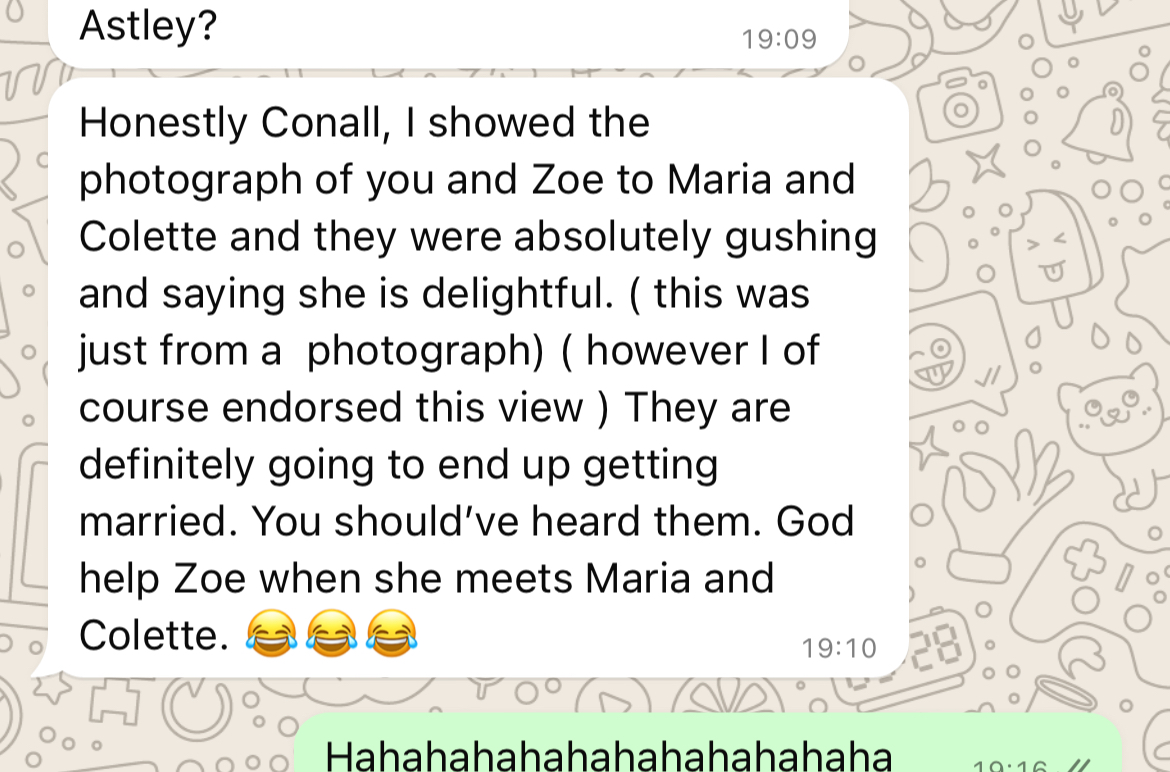 Astley?
19:09
Honestly Conall, I showed the
photograph of you and Zoe to Maria and
Colette and they were absolutely gushing
and saying she is delightful. ( this was
just from a  photograph) ( however I of
course endorsed this view ) They are
definitely going to end up getting
married. You should've heard them. God
help Zoe when she meets Maria and
Colette. 😂😂😂
19:10
28
Hahahahahahahahahahahaha
19:16